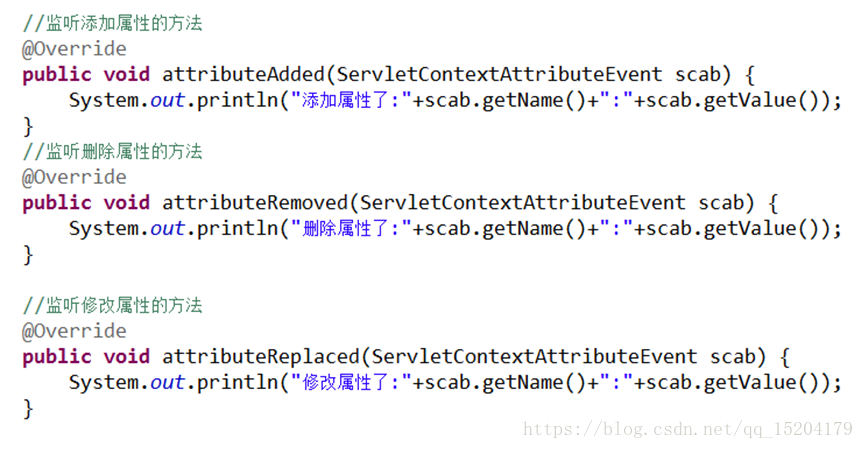 //监听添加属性的方法
@Override
public void attributeAdded(ServletContextAttributeEvent scab) {
    System.out.println("添加属性了:"+scab.getName()+":"+scab.getValue());
}
//监听删除属性的方法
@Override
public void attributeRemoved(ServletContextAttributeEvent scab) {
    System.out.println("删除属性了:"+scab.getName()+":"+scab.getValue());
}
//监听修改属性的方法
@Override
public void attributeReplaced(ServletContextAttributeEvent scab) {
    System.out.println("修改属性了:"+scab.getName()+":"+scab.getValue());
}
https://blog.csdn.net/qq_15204179